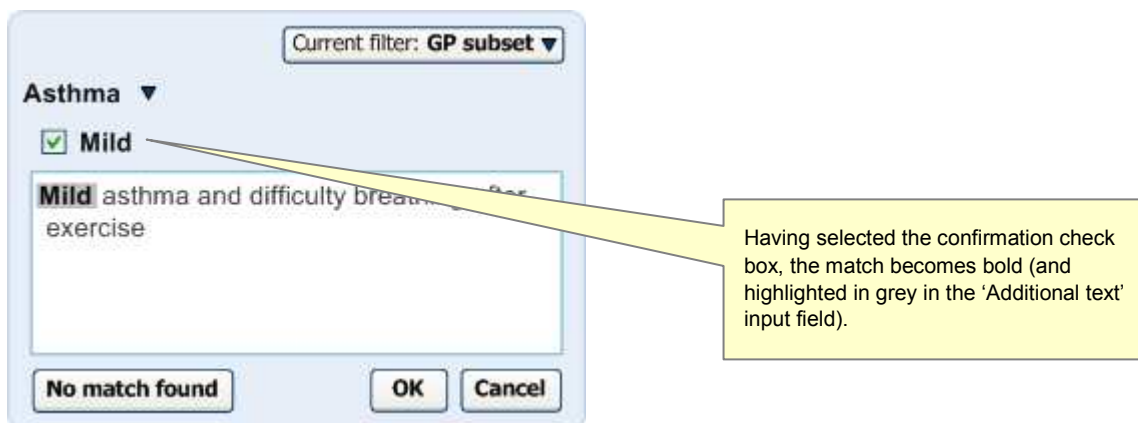 Current filter: GP subset ▼
Asthma ▼
Mild
Mild asthma and difficulty breathing after
exercise
Having selected the confirmation check
box, the match becomes bold (and
highlighted in grey in the ‘Additional text’
input field).
No match found
OK
Cancel